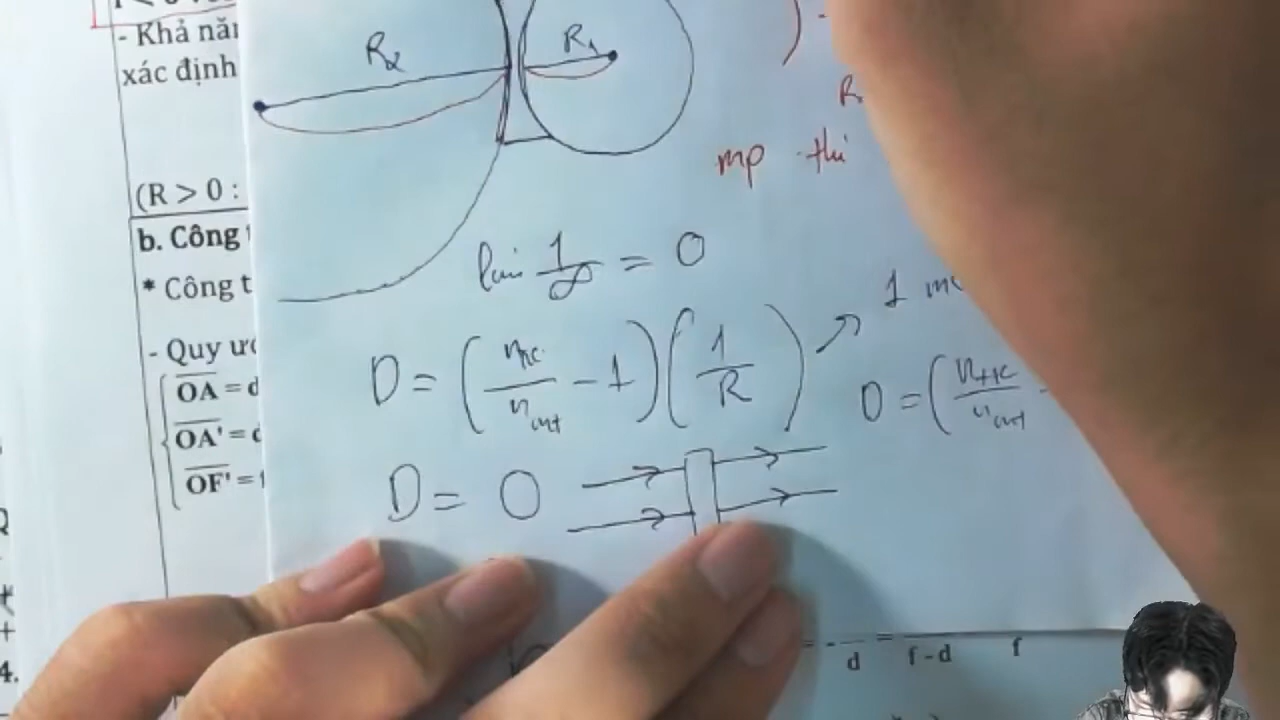 - Khả năn
xác định
R₂
R₁
R
mp thì
(R > 0 :
b. Công
* Công t
lim 1/∞ = 0
- Quy ướ
OA = d
OA' = d
OF' = f
D = (n_tk/n_mt - 1)(1/R) ↗ 1 m
D = (n_tk/n_mt -
D = 0
4.
d = f - d f